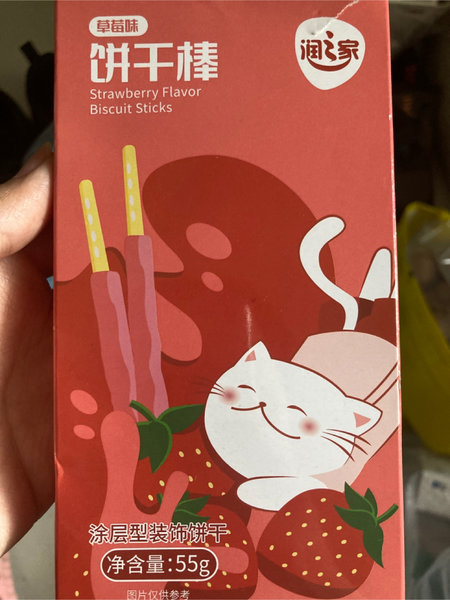 草莓味
饼干棒
Strawberry Flavor
Biscuit Sticks
润之家
涂层型装饰饼干
净含量:55g
图片仅供参考